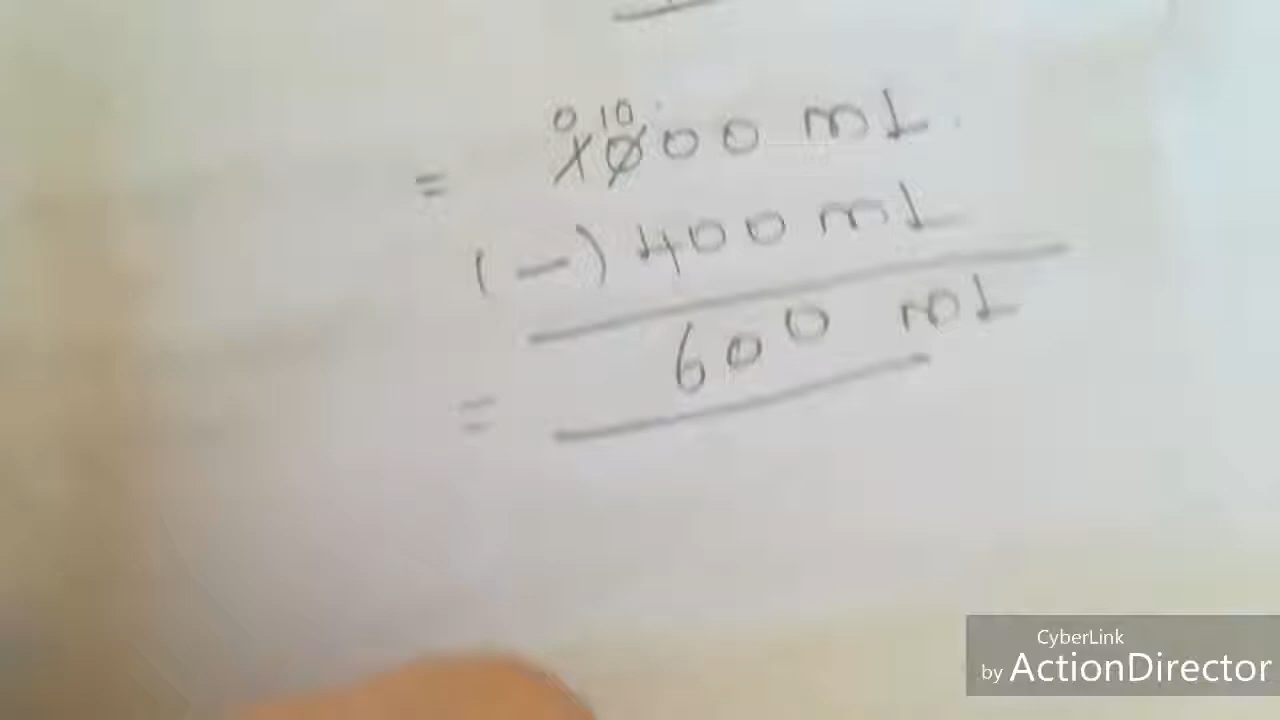 0 10
= 1000 mL
(-) 400 mL
= 600 mL
CyberLink
by ActionDirector